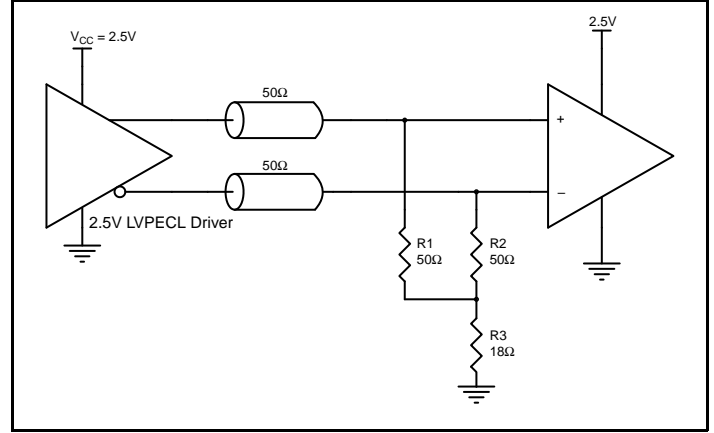 V_CC = 2.5V
2.5V
50Ω
50Ω
+
–
2.5V LVPECL Driver
R1
50Ω
R2
50Ω
R3
18Ω